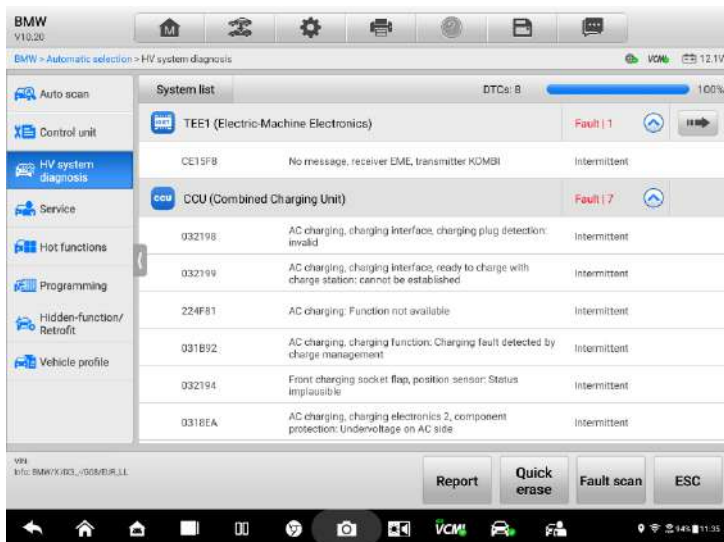 BMW
V10.20
BMW > Automatic selection > HV system diagnosis
VCMI
12.1V
Auto scan
Control unit
HV system
diagnosis
Service
Hot functions
Programming
Hidden-function/
Retrofit
Vehicle profile
System list
DTCs: 8
100%
TEE1 (Electric-Machine Electronics)
Fault | 1
CE15FB
No message, receiver EME, transmitter KOMBI
Intermittent
CCU
CCU (Combined Charging Unit)
Fault | 7
032198
AC charging, charging interface, charging plug detection:
invalid
Intermittent
032199
AC charging, charging interface, ready to charge with
charge station: cannot be established
Intermittent
224F81
AC charging: Function not available
Intermittent
031B92
AC charging, charging function: Charging fault detected by
charge management
Intermittent
032194
Front charging socket flap, position sensor: Status
implausible
Intermittent
0318EA
AC charging, charging electronics 2, component
protection: Undervoltage on AC side
Intermittent
VIN:
Report
Quick
erase
Fault scan
ESC
VCMI
94%
11:35